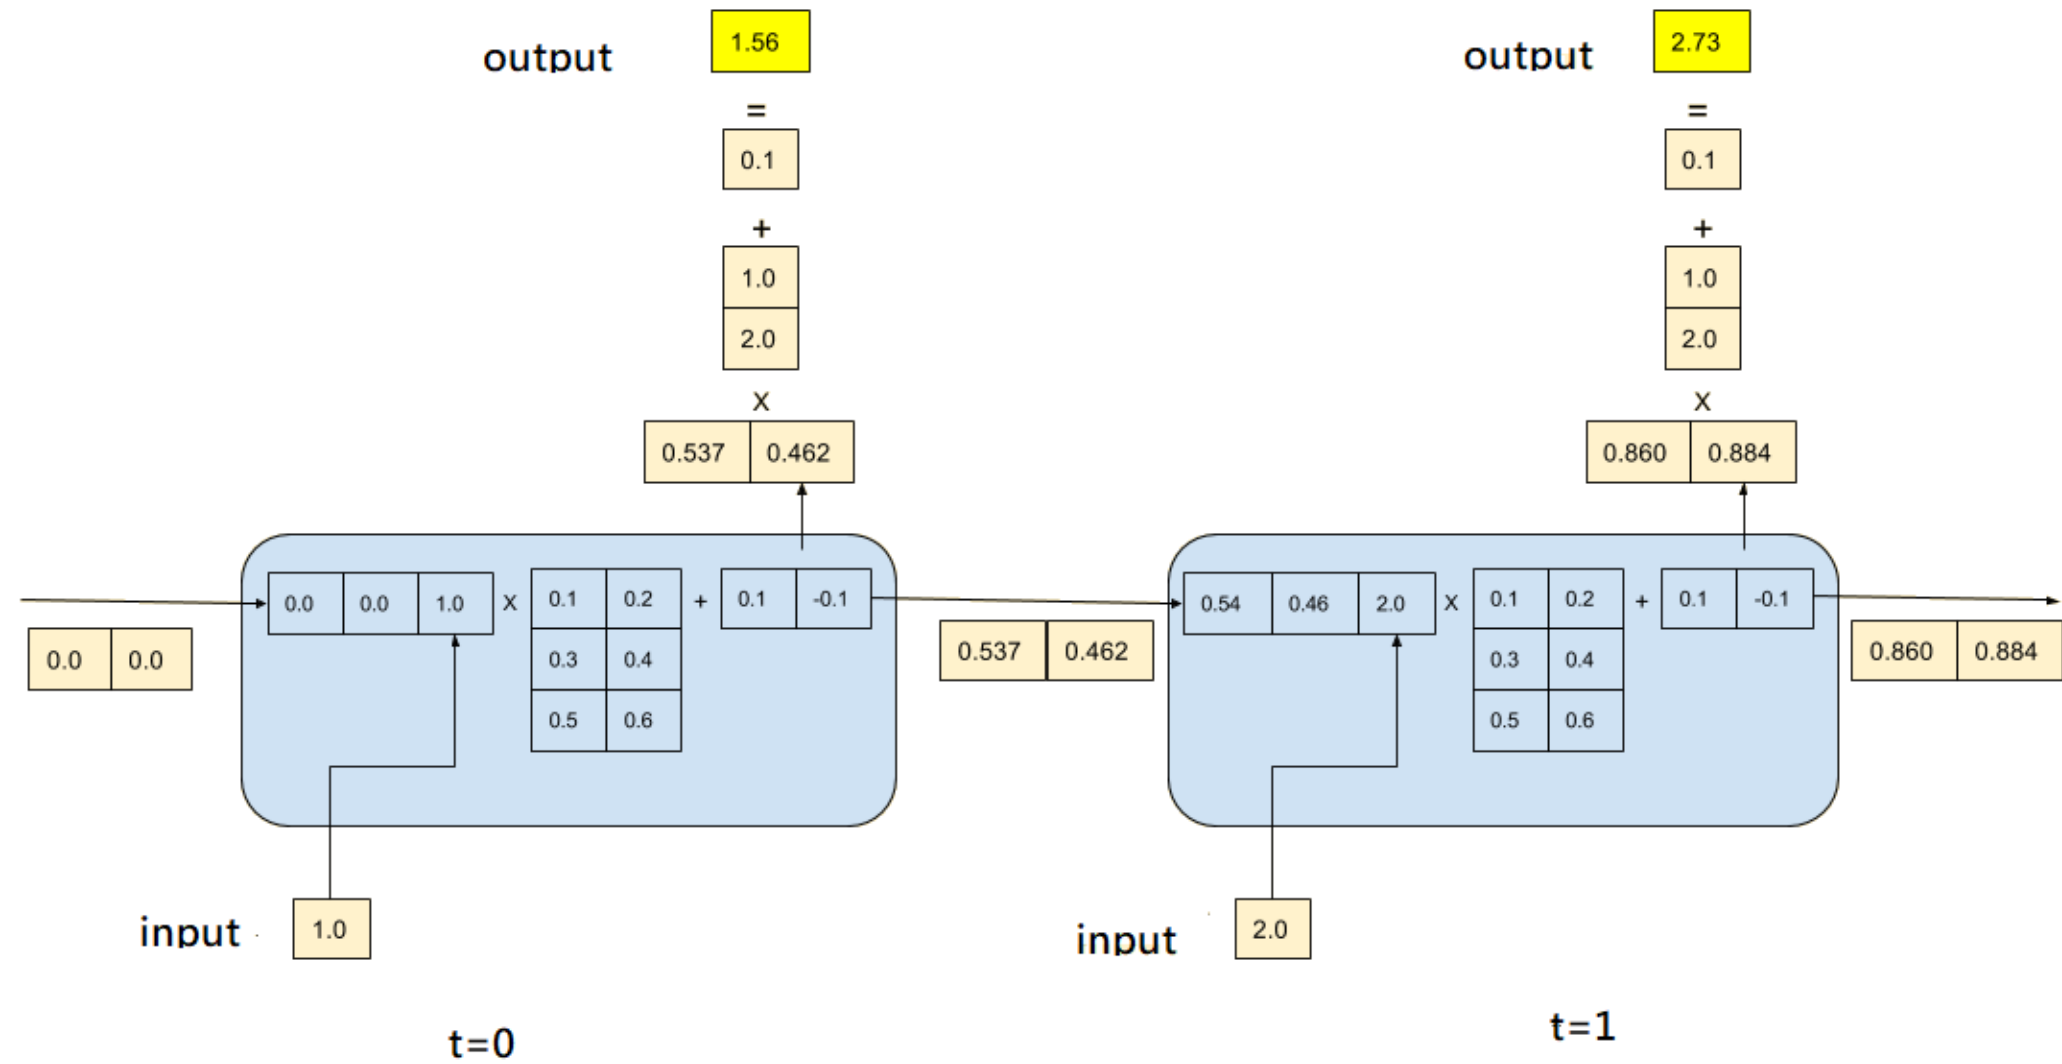 output 1.56 output 2.73
= =
0.1 0.1
+ +
1.0 1.0
2.0 2.0
X X
0.537 0.462 0.860 0.884
0.0 0.0 1.0 X 0.1 0.2 + 0.1 -0.1 0.54 0.46 2.0 X 0.1 0.2 + 0.1 -0.1
0.0 0.0 0.3 0.4 0.537 0.462 0.3 0.4 0.860 0.884
0.5 0.6 0.5 0.6
input 1.0 input 2.0
t=0 t=1